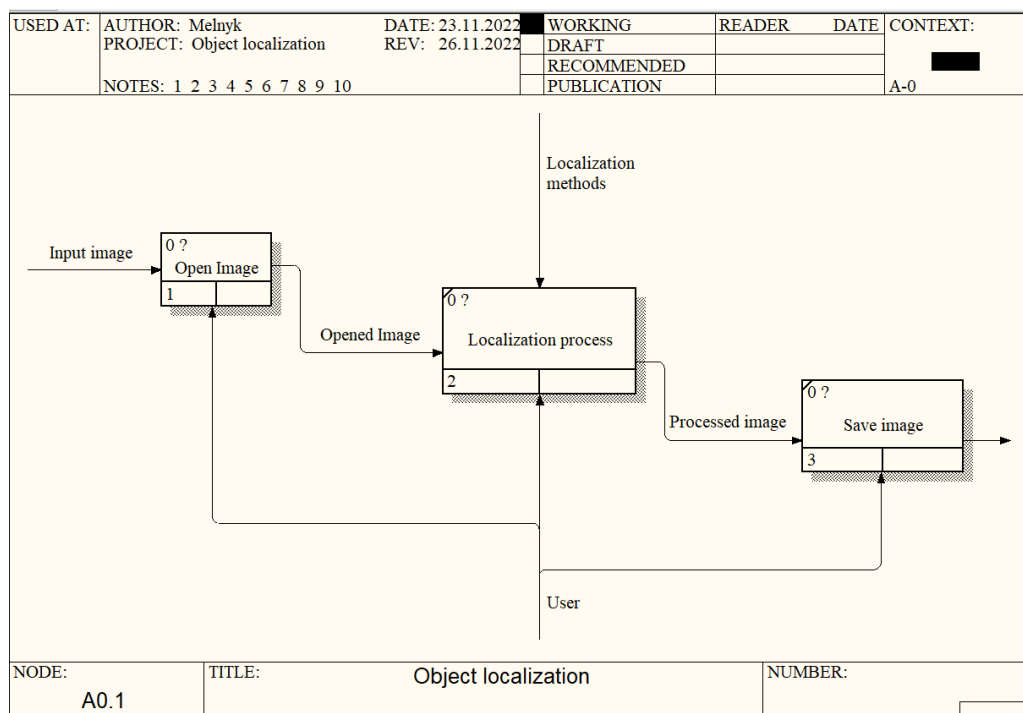 USED AT:
AUTHOR: Melnyk
DATE: 23.11.2022
PROJECT: Object localization
REV: 26.11.2022
NOTES: 1 2 3 4 5 6 7 8 9 10
WORKING
DRAFT
RECOMMENDED
PUBLICATION
READER
DATE
CONTEXT:
A-0
Localization
methods
Input image
0 ?
Open Image
1
Opened Image
0 ?
Localization process
2
Processed image
0 ?
Save image
3
User
NODE:
A0.1
TITLE:
Object localization
NUMBER: